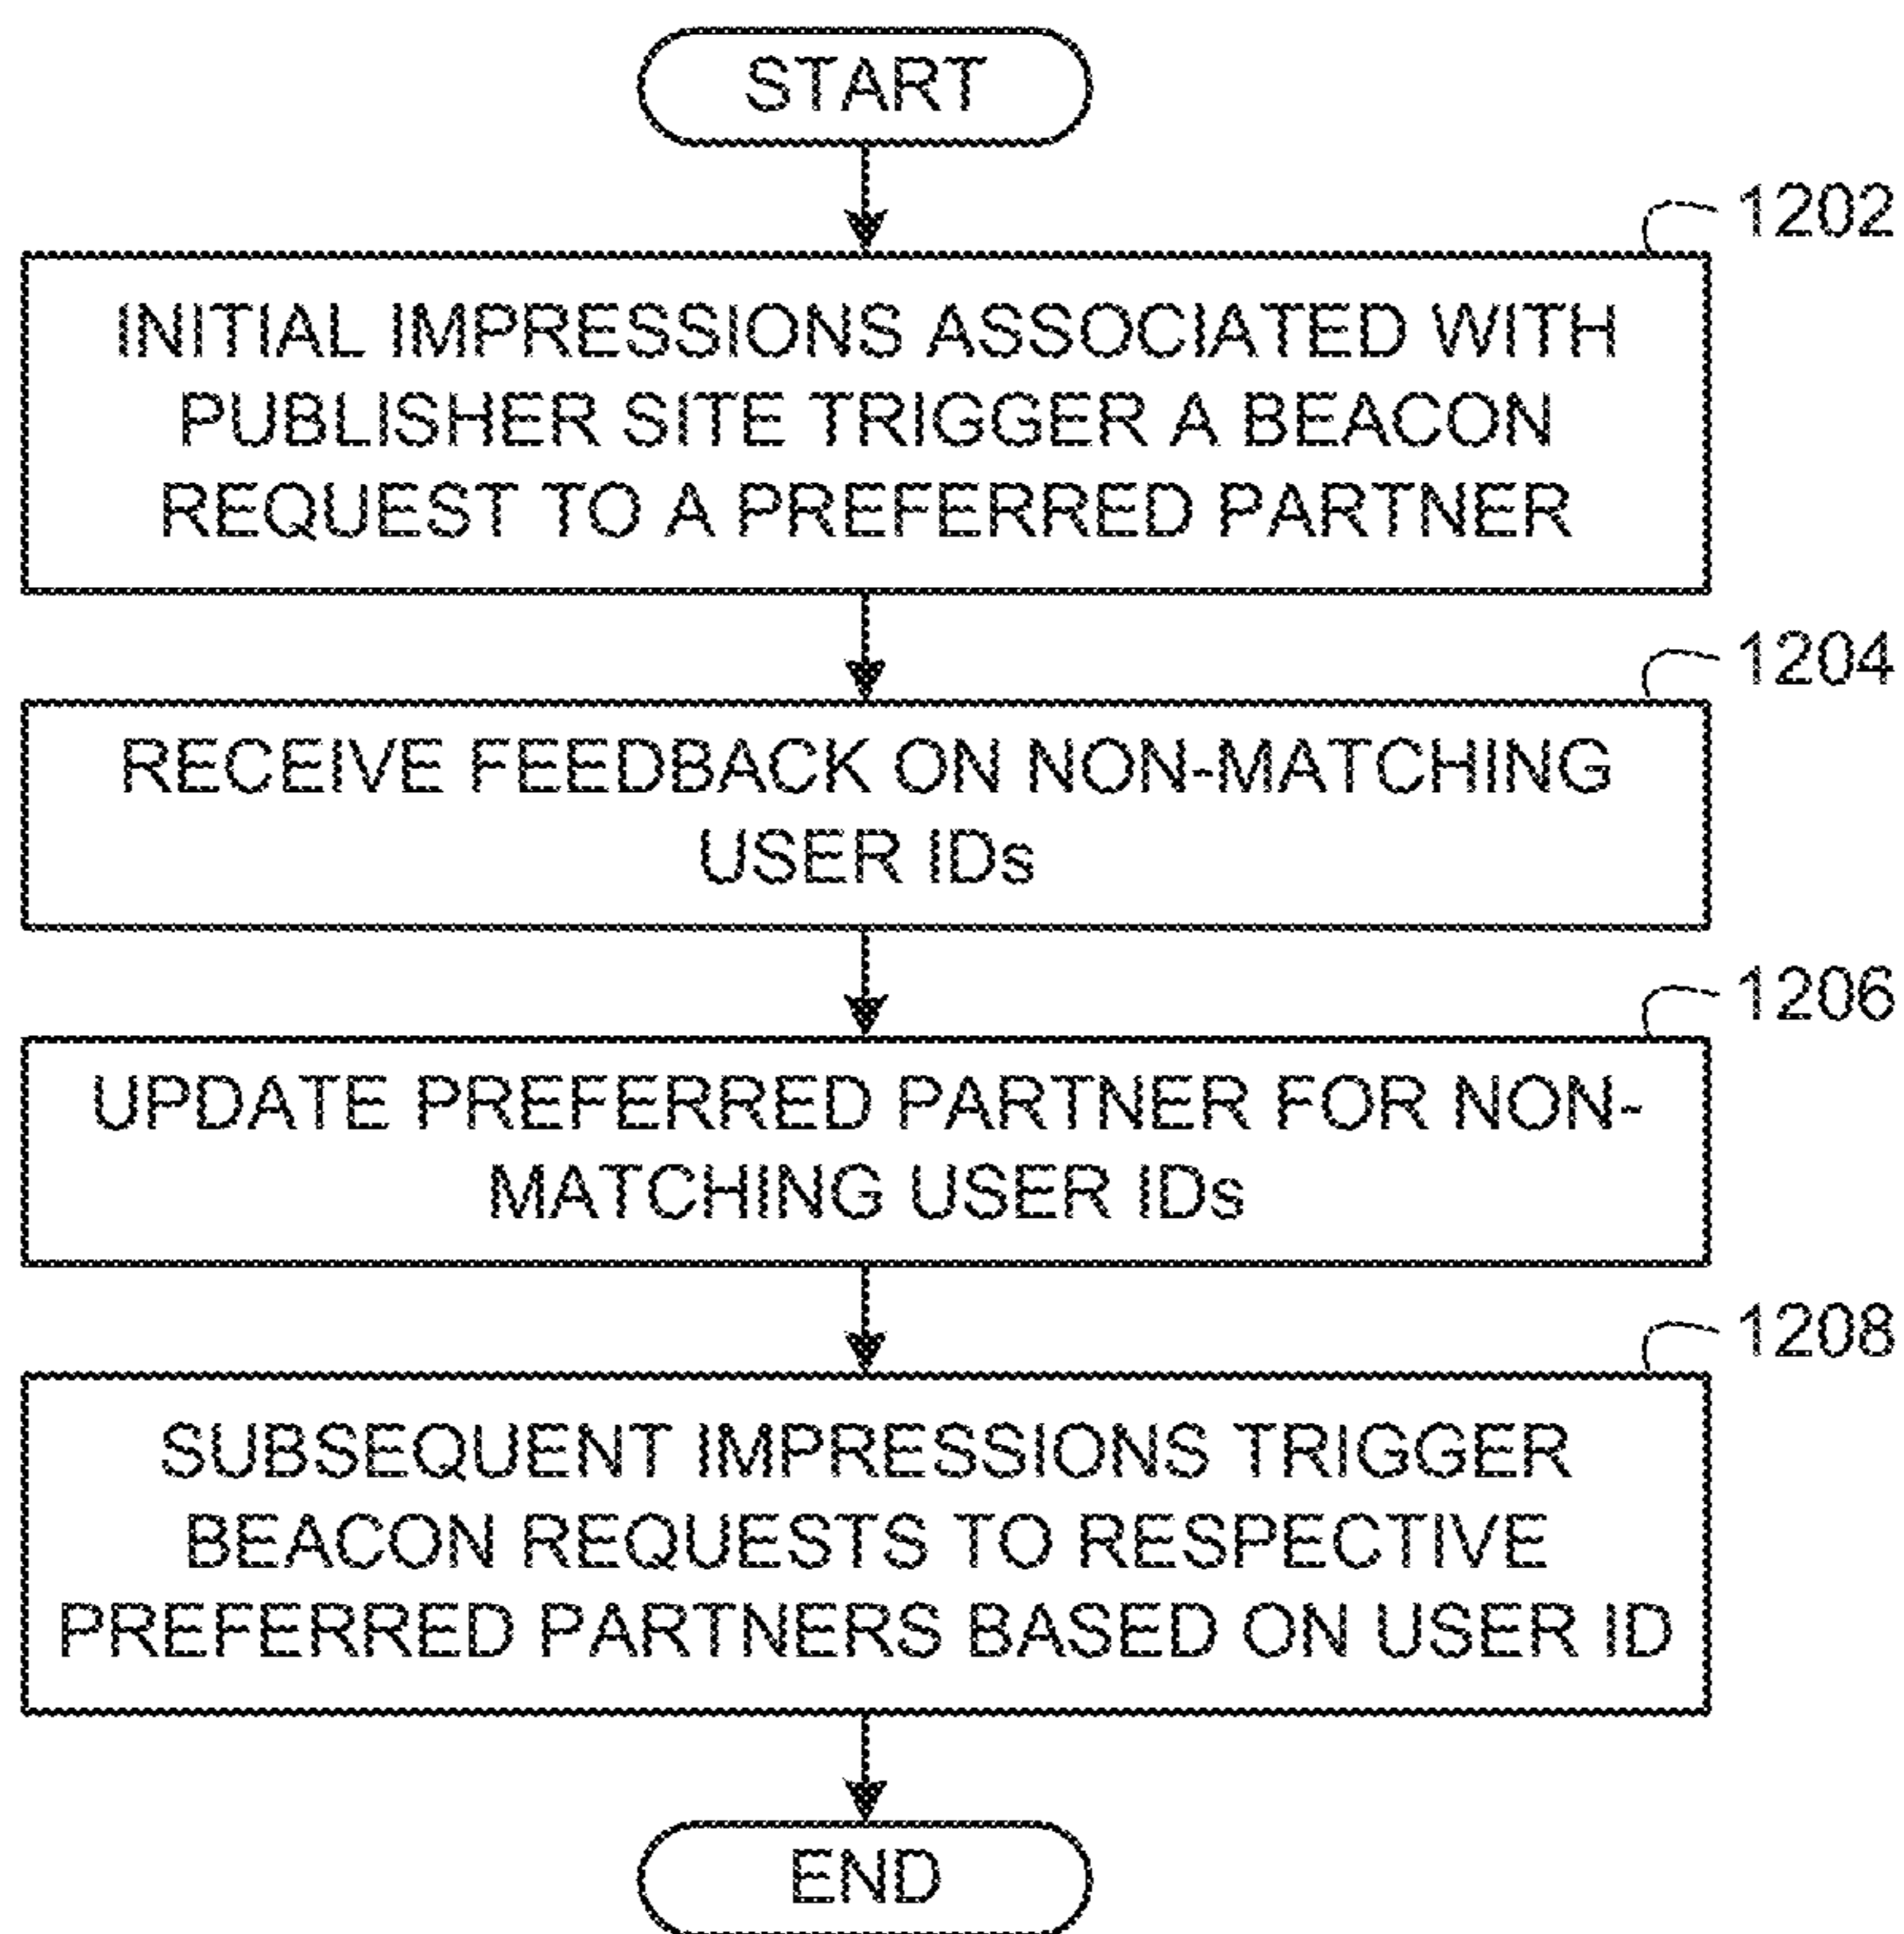 START
1202
INITIAL IMPRESSIONS ASSOCIATED WITH
PUBLISHER SITE TRIGGER A BEACON
REQUEST TO A PREFERRED PARTNER
1204
RECEIVE FEEDBACK ON NON-MATCHING
USER IDs
1206
UPDATE PREFERRED PARTNER FOR NON-
MATCHING USER IDs
1208
SUBSEQUENT IMPRESSIONS TRIGGER
BEACON REQUESTS TO RESPECTIVE
PREFERRED PARTNERS BASED ON USER ID
END